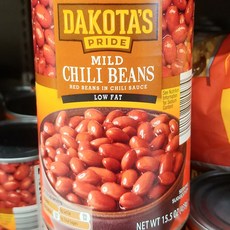 DAKOTA'S
PRIDE
MILD
CHILI BEANS
RED BEANS IN CHILI SAUCE
LOW FAT
NET WT 15.5 OZ